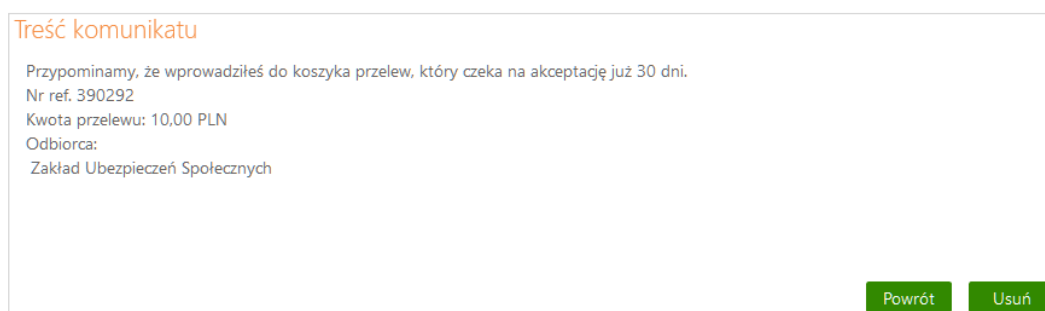 Treść komunikatu
Przypominamy, że wprowadziłeś do koszyka przelew, który czeka na akceptację już 30 dni.
Nr ref. 390292
Kwota przelewu: 10,00 PLN
Odbiorca:
Zakład Ubezpieczeń Społecznych
Powrót Usuń